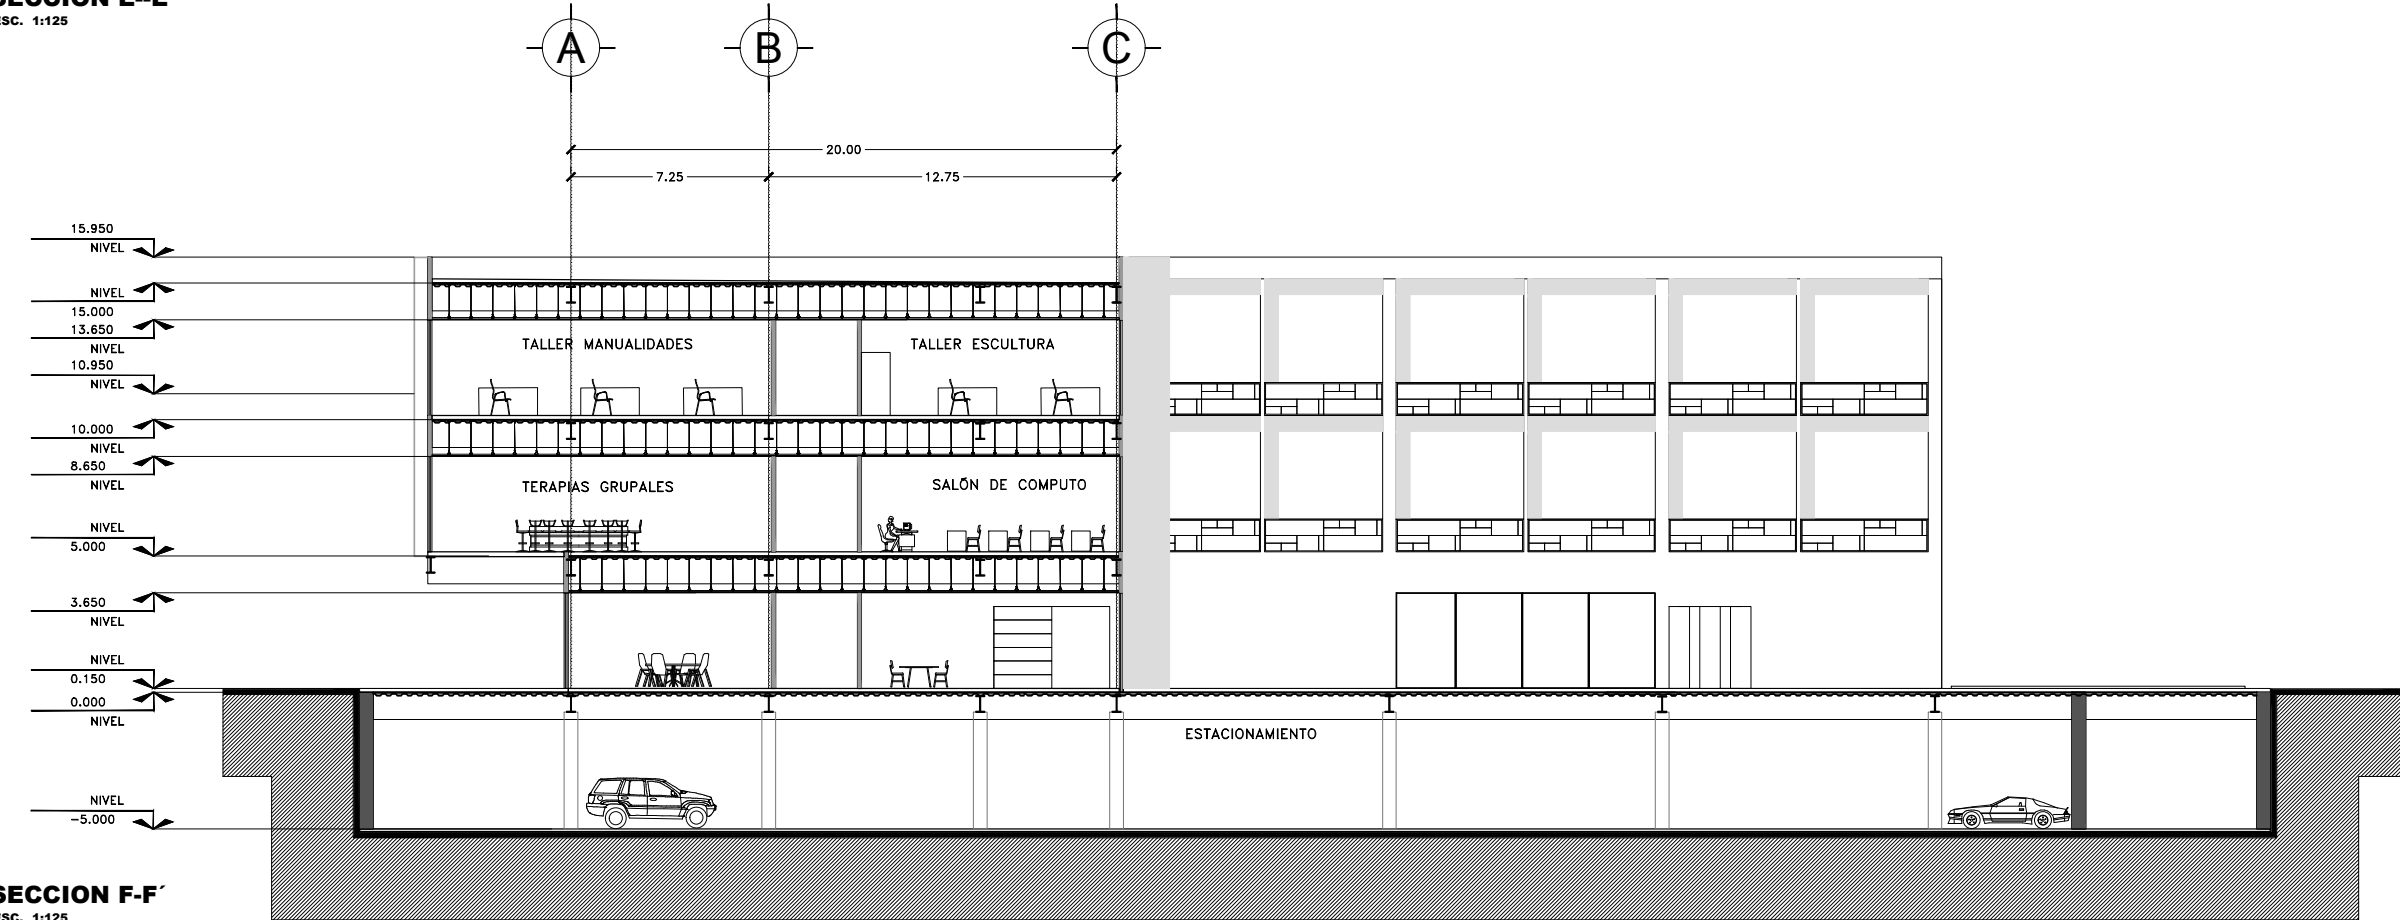 ESC. 1:125
A
B
C
20.00
7.25
12.75
15.950
NIVEL
NIVEL
15.000
13.650
NIVEL
TALLER MANUALIDADES
TALLER ESCULTURA
10.950
NIVEL
10.000
NIVEL
8.650
NIVEL
TERAPIAS GRUPALES
SALÓN DE COMPUTO
NIVEL
5.000
3.650
NIVEL
NIVEL
0.150
0.000
NIVEL
ESTACIONAMIENTO
NIVEL
-5.000
SECCION F-F´
ESC. 1:125